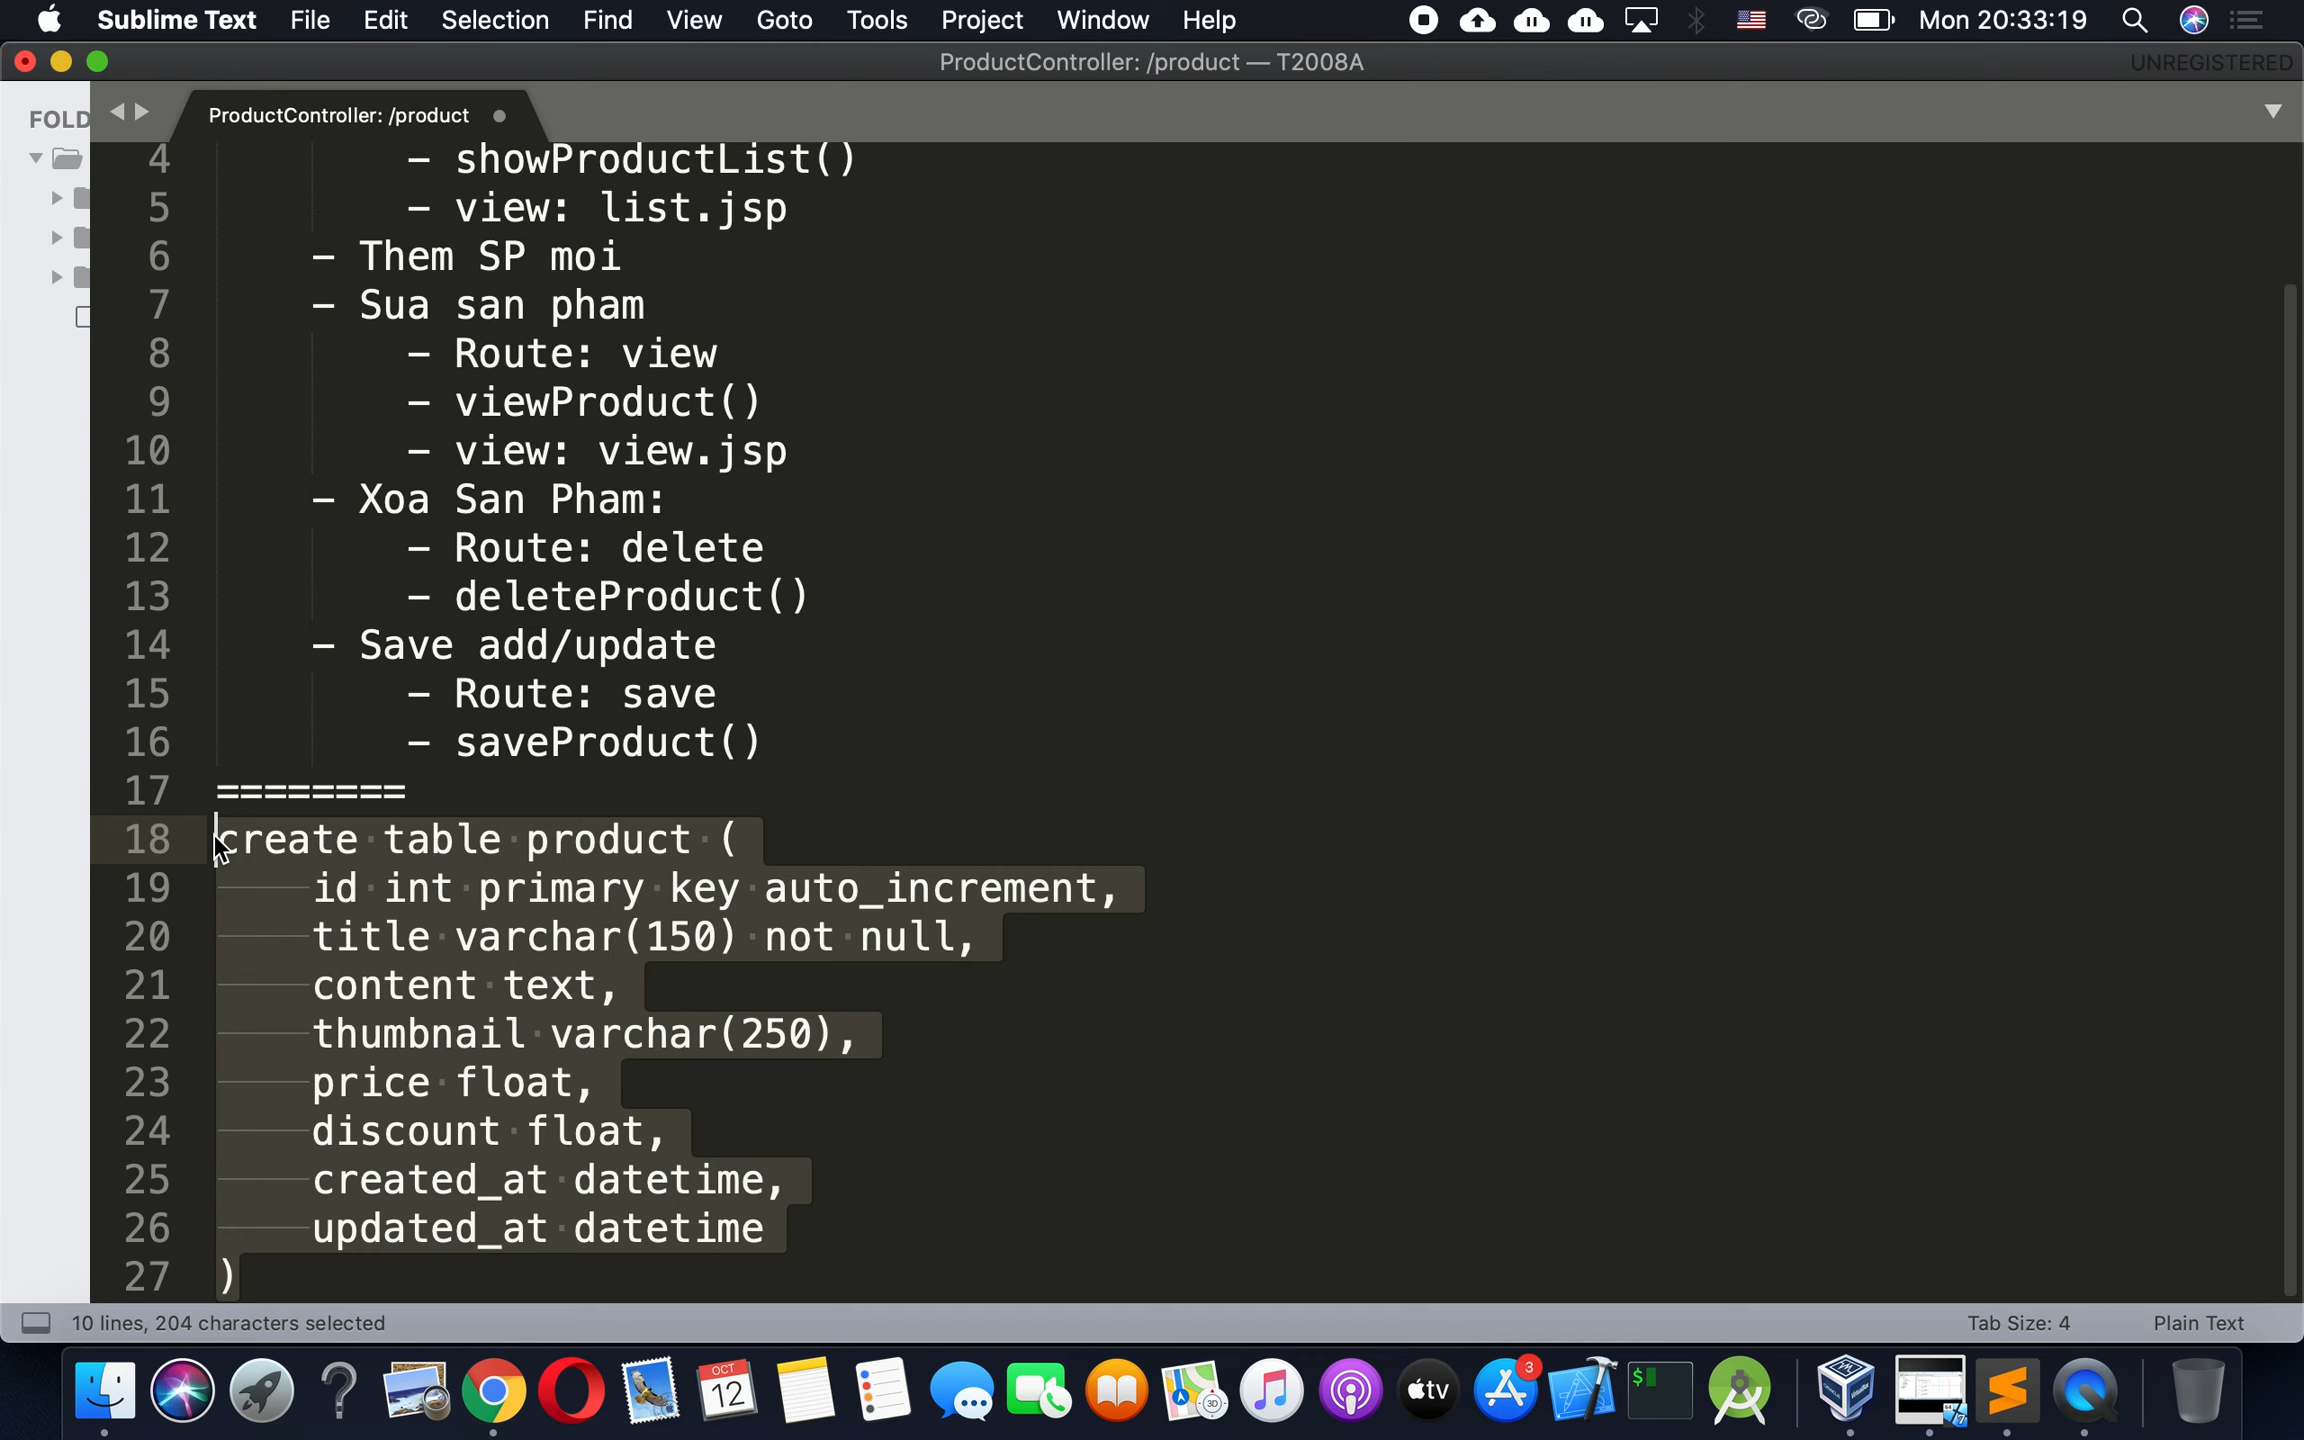 Sublime Text File Edit Selection Find View Goto Tools Project Window Help Mon 20:33:19
ProductController: /product — T2008A UNREGISTERED
FOLD ProductController: /product
4 - showProductList()
5 - view: list.jsp
6 - Them SP moi
7 - Sua san pham
8 - Route: view
9 - viewProduct()
10 - view: view.jsp
11 - Xoa San Pham:
12 - Route: delete
13 - deleteProduct()
14 - Save add/update
15 - Route: save
16 - saveProduct()
17 ========
18 create table product (
19 id int primary key auto_increment,
20 title varchar(150) not null,
21 content text,
22 thumbnail varchar(250),
23 price float,
24 discount float,
25 created_at datetime,
26 updated_at datetime
27 )
10 lines, 204 characters selected Tab Size: 4 Plain Text
OCT 12 3D tv 3 $